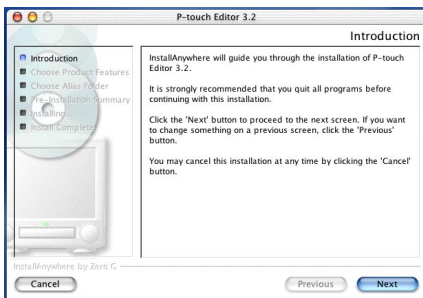 P-touch Editor 3.2
Introduction
Introduction
Choose Product Features
Choose Alias Folder
Pre-Installation Summary
Installing...
Install Complete
InstallAnywhere will guide you through the installation of P-touch
Editor 3.2.
It is strongly recommended that you quit all programs before
continuing with this installation.
Click the 'Next' button to proceed to the next screen. If you want
to change something on a previous screen, click the 'Previous'
button.
You may cancel this installation at any time by clicking the 'Cancel'
button.
InstallAnywhere by Zero G
Cancel
Previous
Next